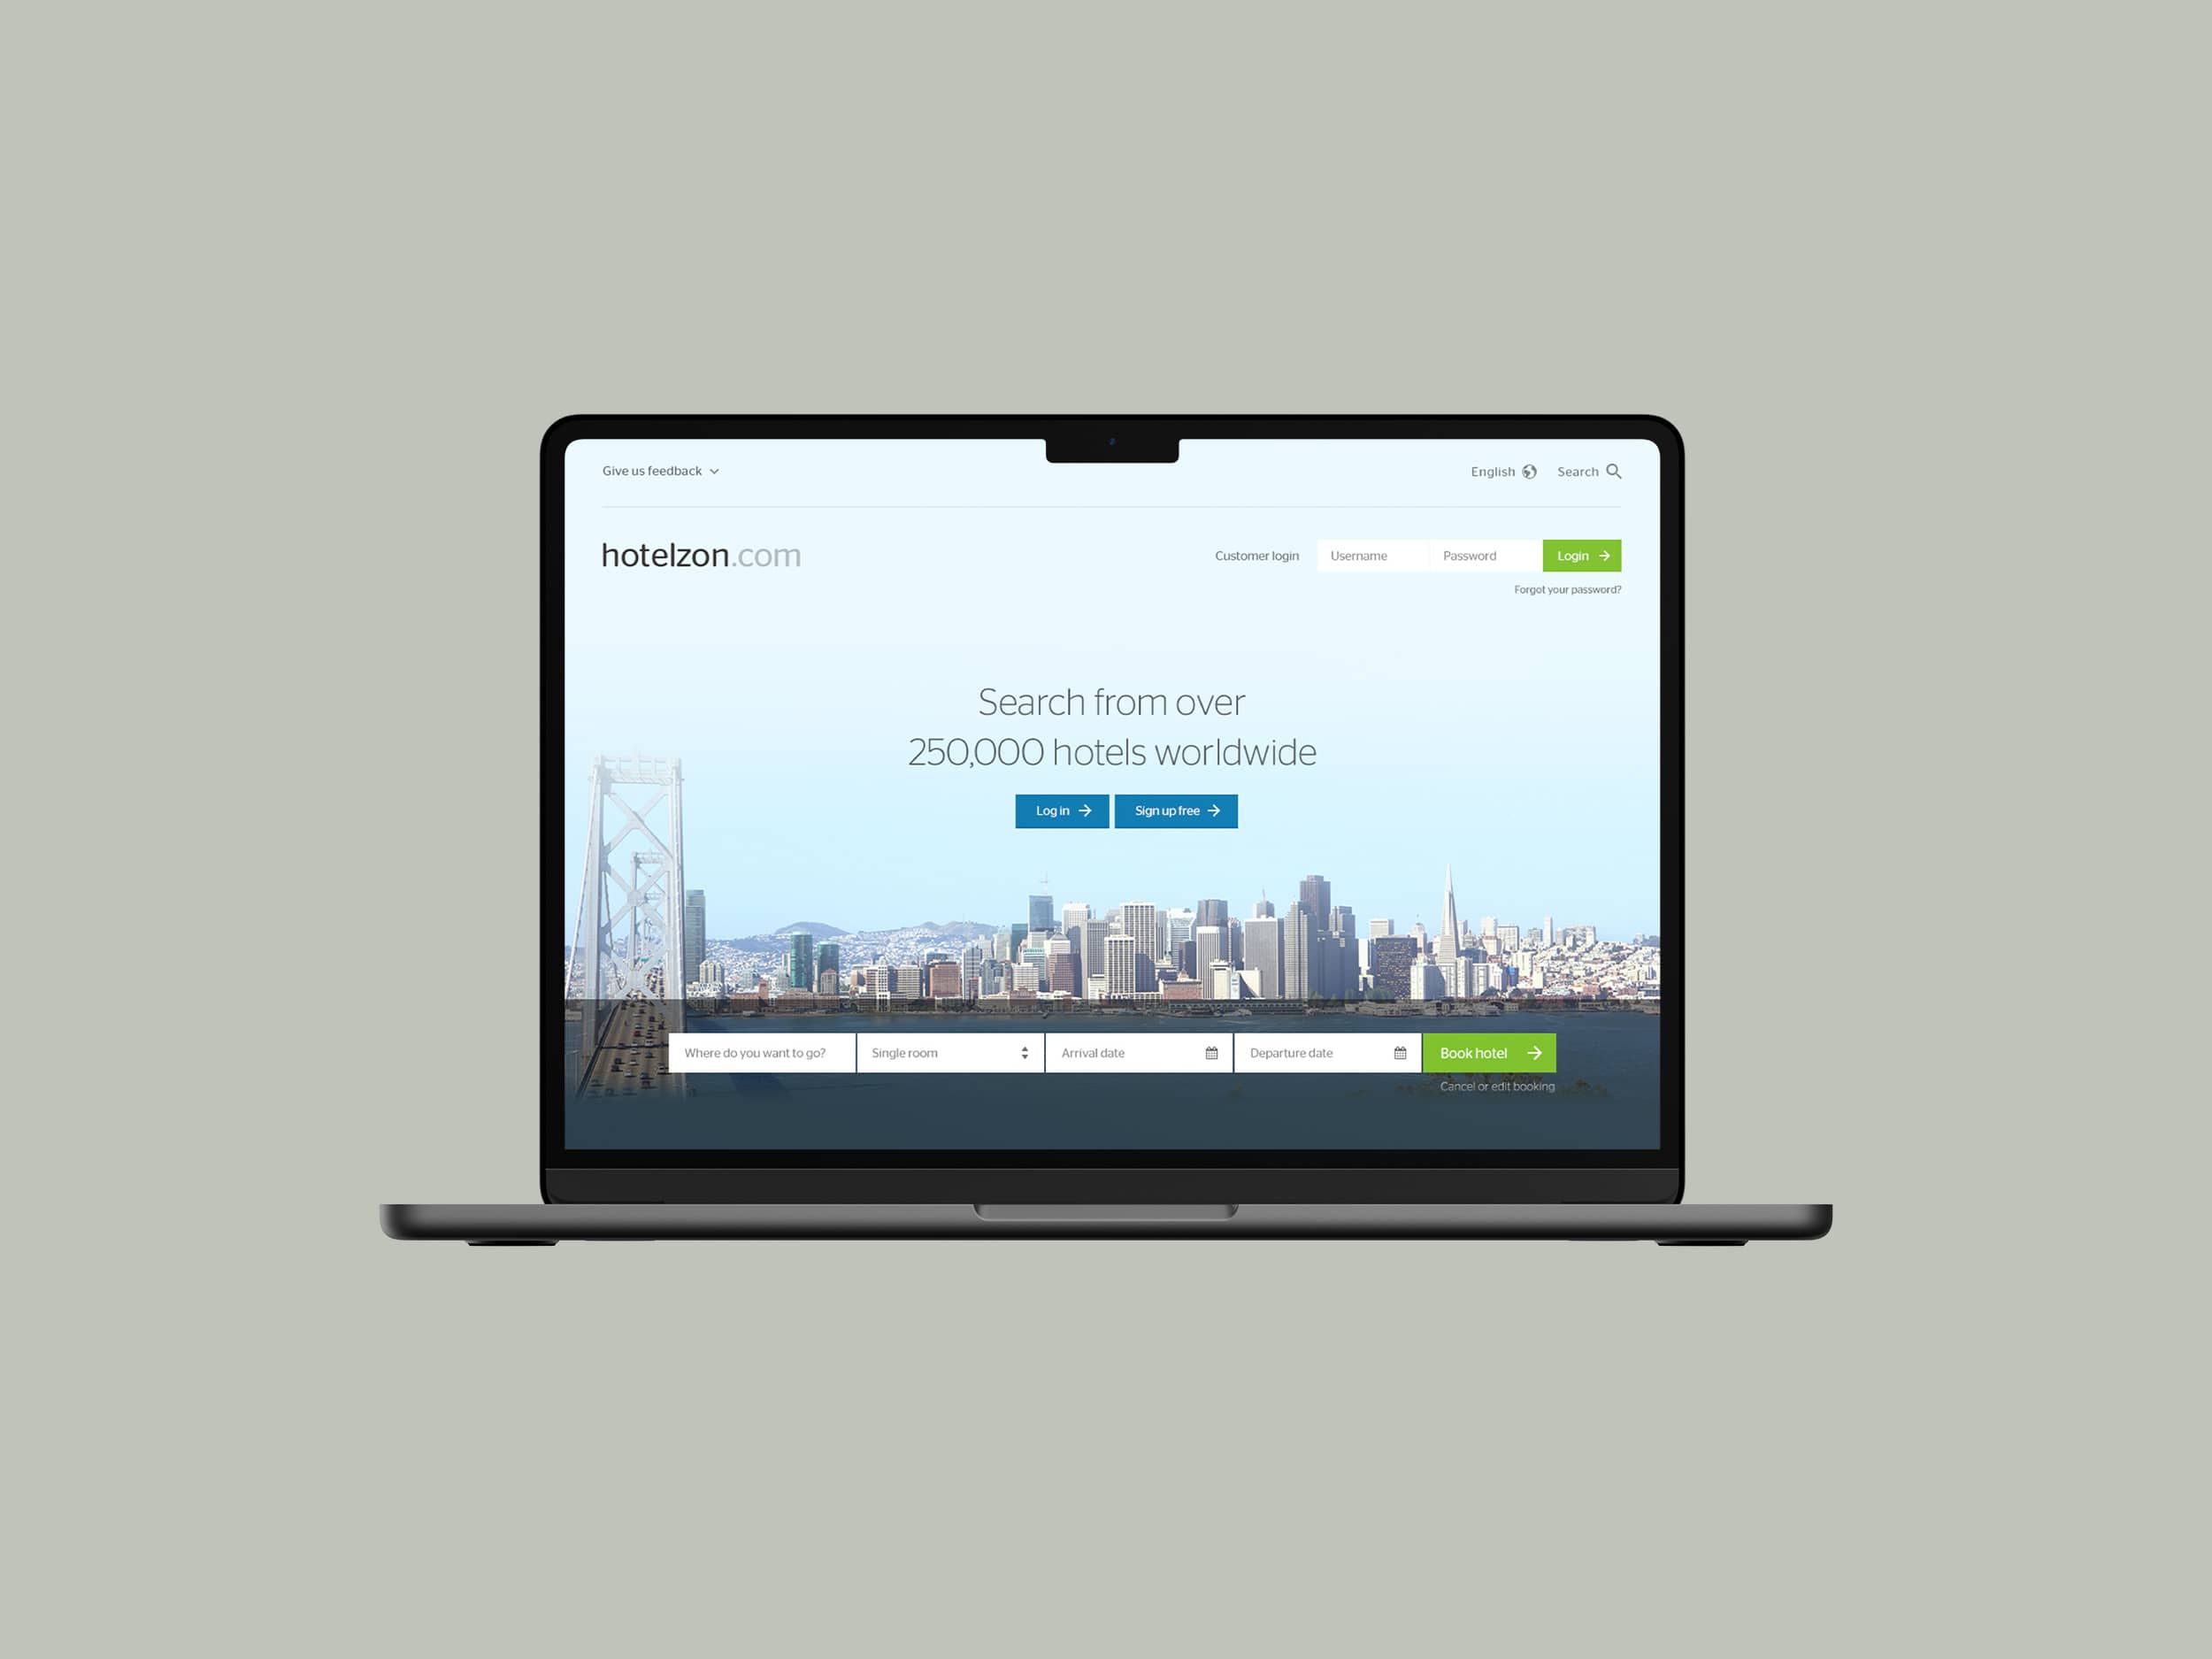 Give us feedback
English
Search
hotelzon.com
Customer login
Username
Password
Login
Forgot your password?
Search from over
250,000 hotels worldwide
Log in
Sign up free
Where do you want to go?
Single room
Arrival date
Departure date
Book hotel
Cancel or edit booking